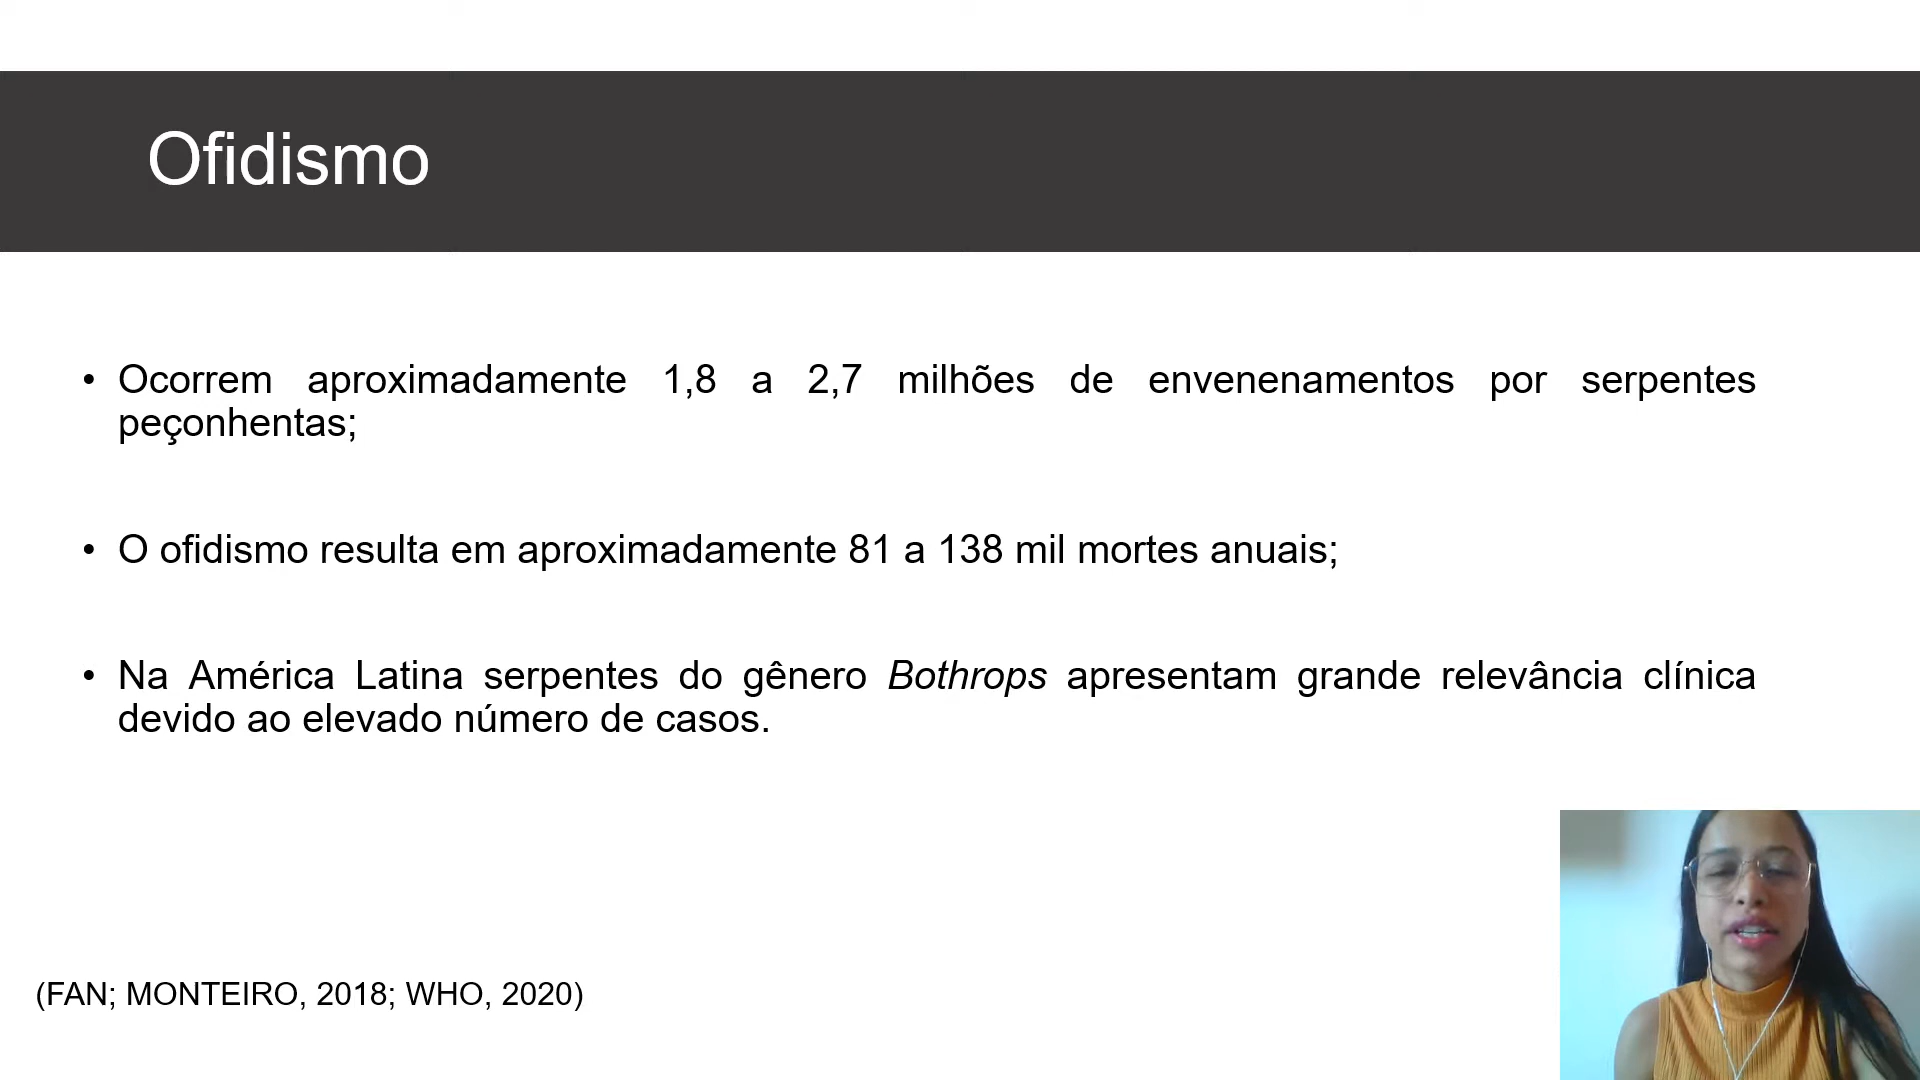 Ofidismo
• Ocorrem aproximadamente 1,8 a 2,7 milhões de envenenamentos por serpentes
peçonhentas;
• O ofidismo resulta em aproximadamente 81 a 138 mil mortes anuais;
• Na América Latina serpentes do gênero Bothrops apresentam grande relevância clínica
devido ao elevado número de casos.
(FAN; MONTEIRO, 2018; WHO, 2020)